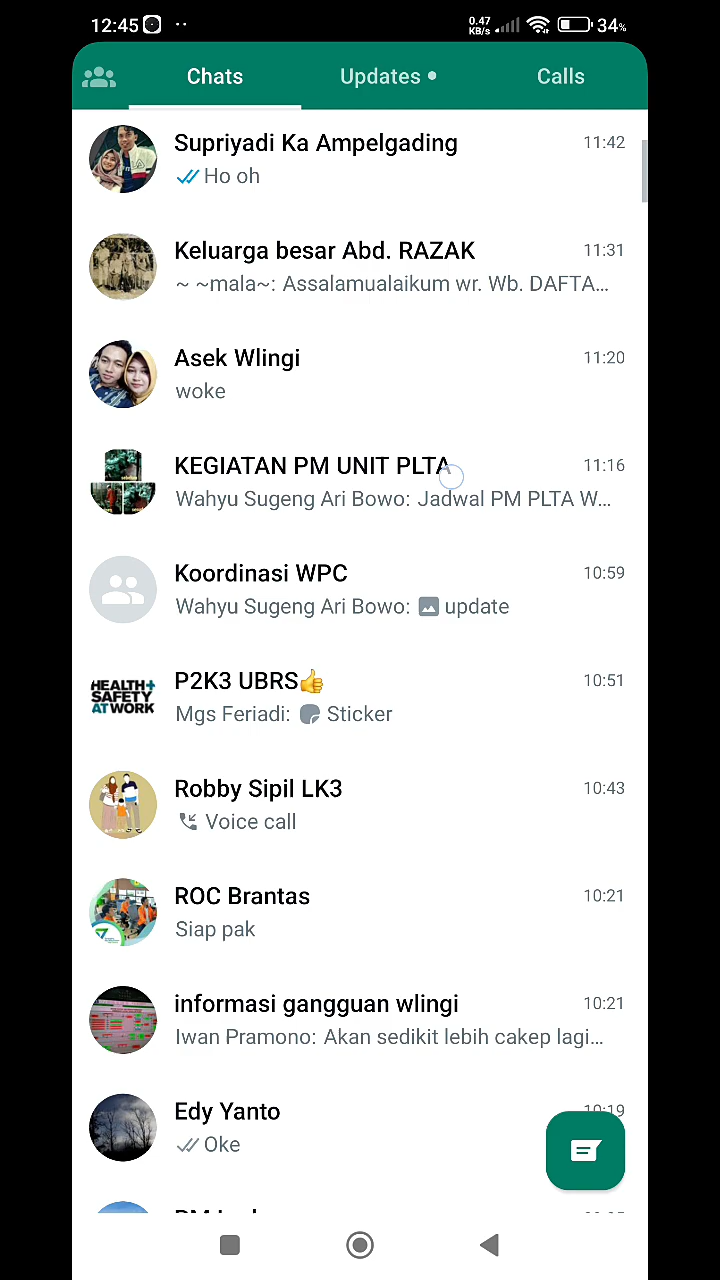 12:45
0.47 KB/s
34%
Chats
Updates
Calls
Supriyadi Ka Ampelgading 11:42
Ho oh
Keluarga besar Abd. RAZAK 11:31
~ ~mala~: Assalamualaikum wr. Wb. DAFTA...
Asek Wlingi 11:20
woke
KEGIATAN PM UNIT PLTA 11:16
Wahyu Sugeng Ari Bowo: Jadwal PM PLTA W...
Koordinasi WPC 10:59
Wahyu Sugeng Ari Bowo: update
HEALTH+
SAFETY
AT WORK
P2K3 UBRS👍 10:51
Mgs Feriadi: Sticker
Robby Sipil LK3 10:43
Voice call
ROC Brantas 10:21
Siap pak
informasi gangguan wlingi 10:21
Iwan Pramono: Akan sedikit lebih cakep lagi...
Edy Yanto 10:19
Oke